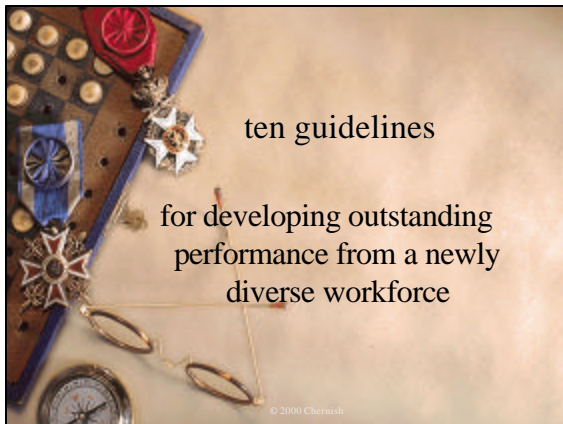 ten guidelines
for developing outstanding
performance from a newly
diverse workforce
© 2000 Chernish